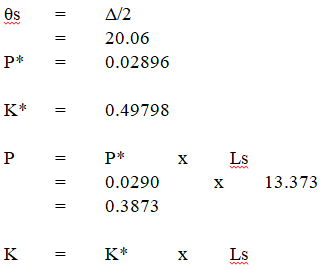 θs = Δ/2
= 20.06
P* = 0.02896
K* = 0.49798
P = P* x Ls
= 0.0290 x 13.373
= 0.3873
K = K* x Ls